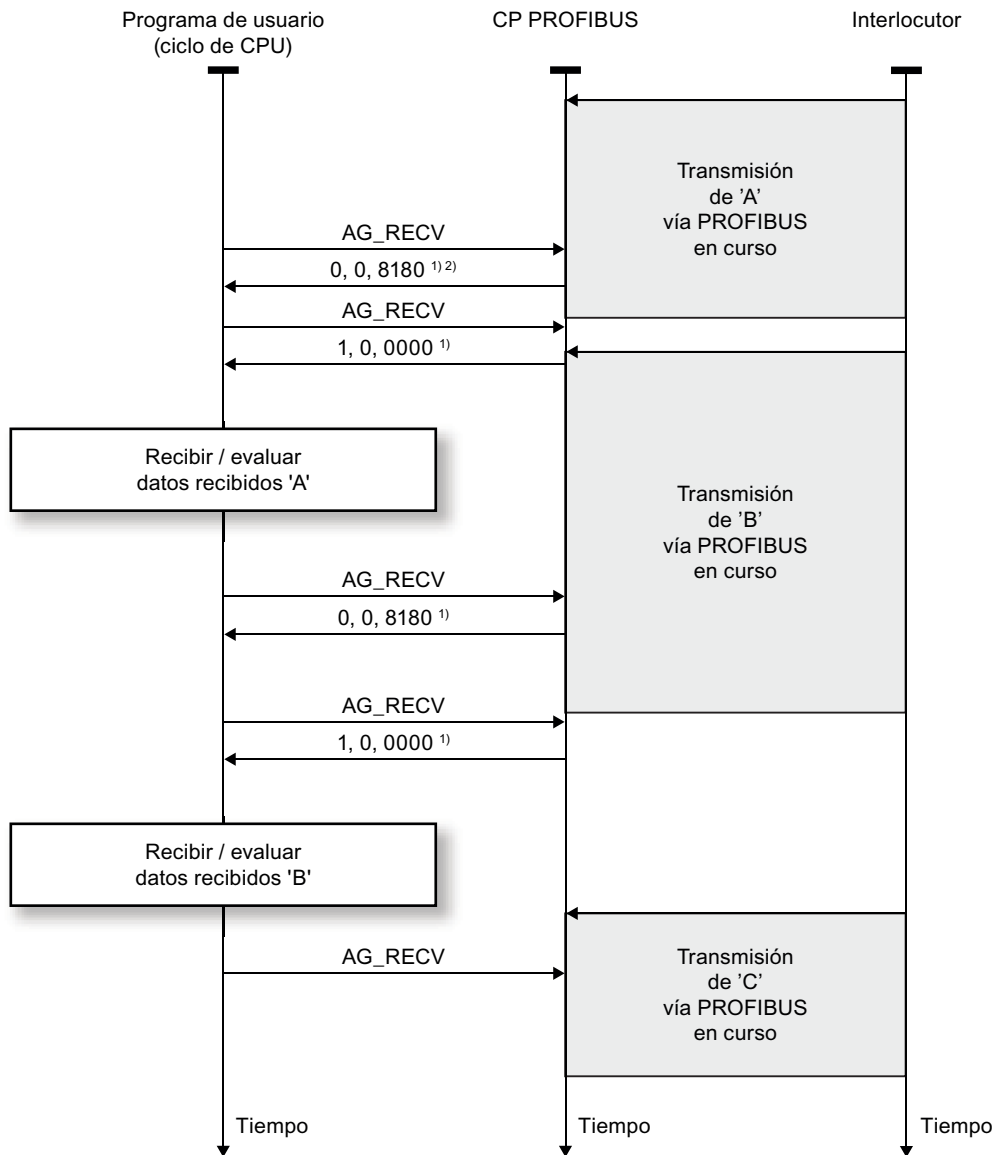 Programa de usuario
(ciclo de CPU)
CP PROFIBUS
Interlocutor
Transmisión
de ’A’
vía PROFIBUS
en curso
AG_RECV
0, 0, 8180 1) 2)
AG_RECV
1, 0, 0000 1)
Recibir / evaluar
datos recibidos 'A'
Transmisión
de ’B’
vía PROFIBUS
en curso
AG_RECV
0, 0, 8180 1)
AG_RECV
1, 0, 0000 1)
Recibir / evaluar
datos recibidos 'B'
AG_RECV
Transmisión
de ’C’
vía PROFIBUS
en curso
Tiempo
Tiempo
Tiempo